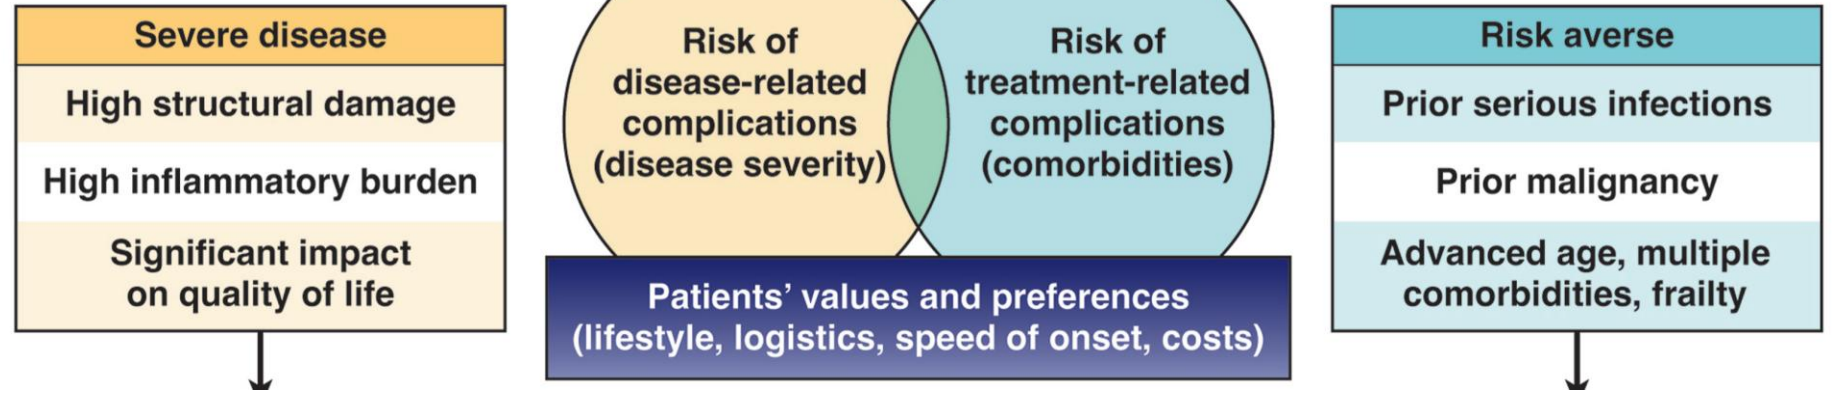 Severe disease
High structural damage
High inflammatory burden
Significant impact
on quality of life
Risk of
disease-related
complications
(disease severity)
Risk of
treatment-related
complications
(comorbidities)
Patients’ values and preferences
(lifestyle, logistics, speed of onset, costs)
Risk averse
Prior serious infections
Prior malignancy
Advanced age, multiple
comorbidities, frailty